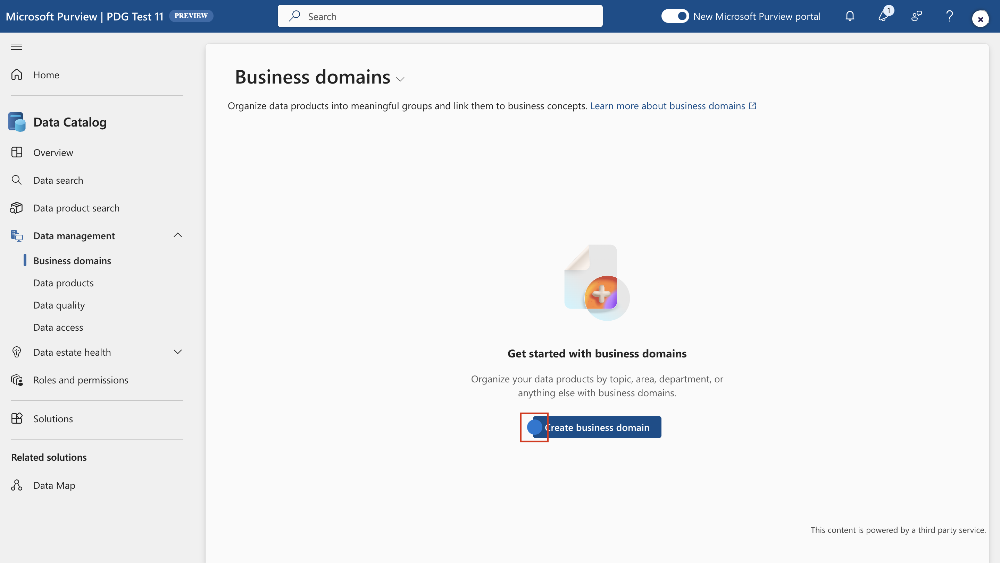 Microsoft Purview | PDG Test 11 PREVIEW
Search
New Microsoft Purview portal
1
Home
Data Catalog
Overview
Data search
Data product search
Data management
Business domains
Data products
Data quality
Data access
Data estate health
Roles and permissions
Solutions
Related solutions
Data Map
Business domains
Organize data products into meaningful groups and link them to business concepts. Learn more about business domains
Get started with business domains
Organize your data products by topic, area, department, or
anything else with business domains.
Create business domain
This content is powered by a third party service.